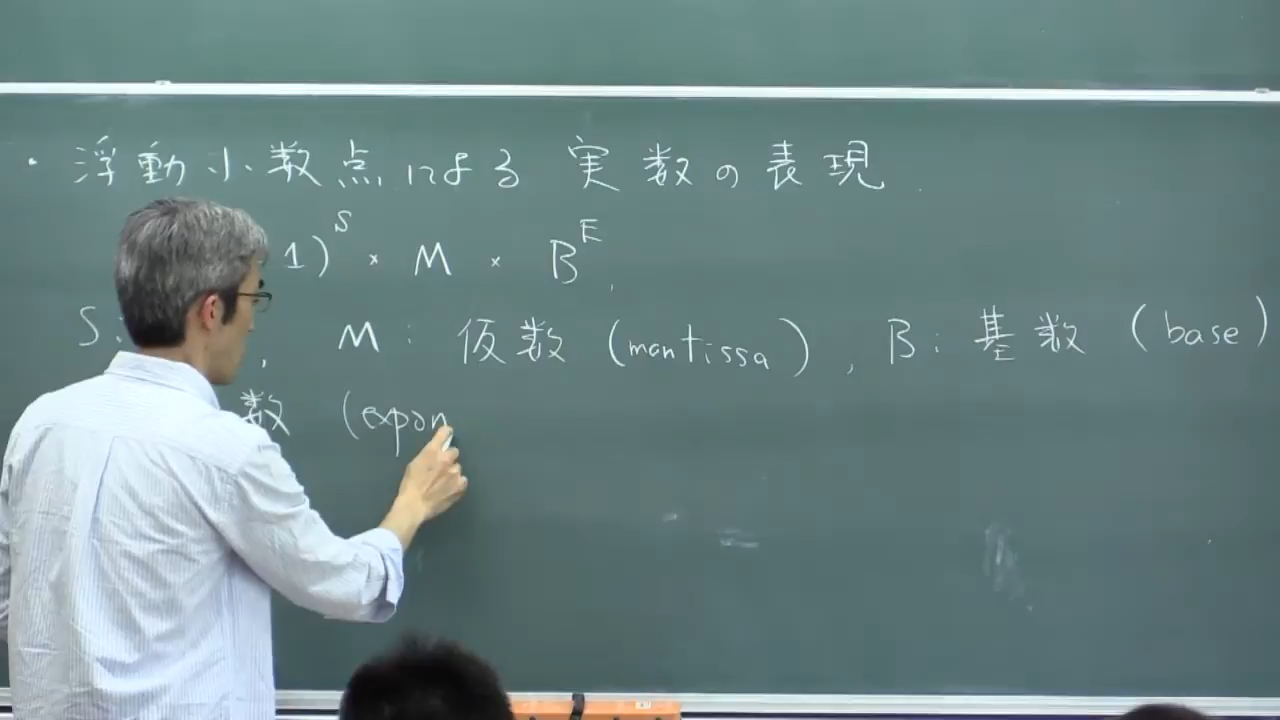 ・浮動小数点による実数の表現.
1)^S × M × B^E,
S: , M: 仮数 (mantissa), B: 基数 (base)
数 (expon